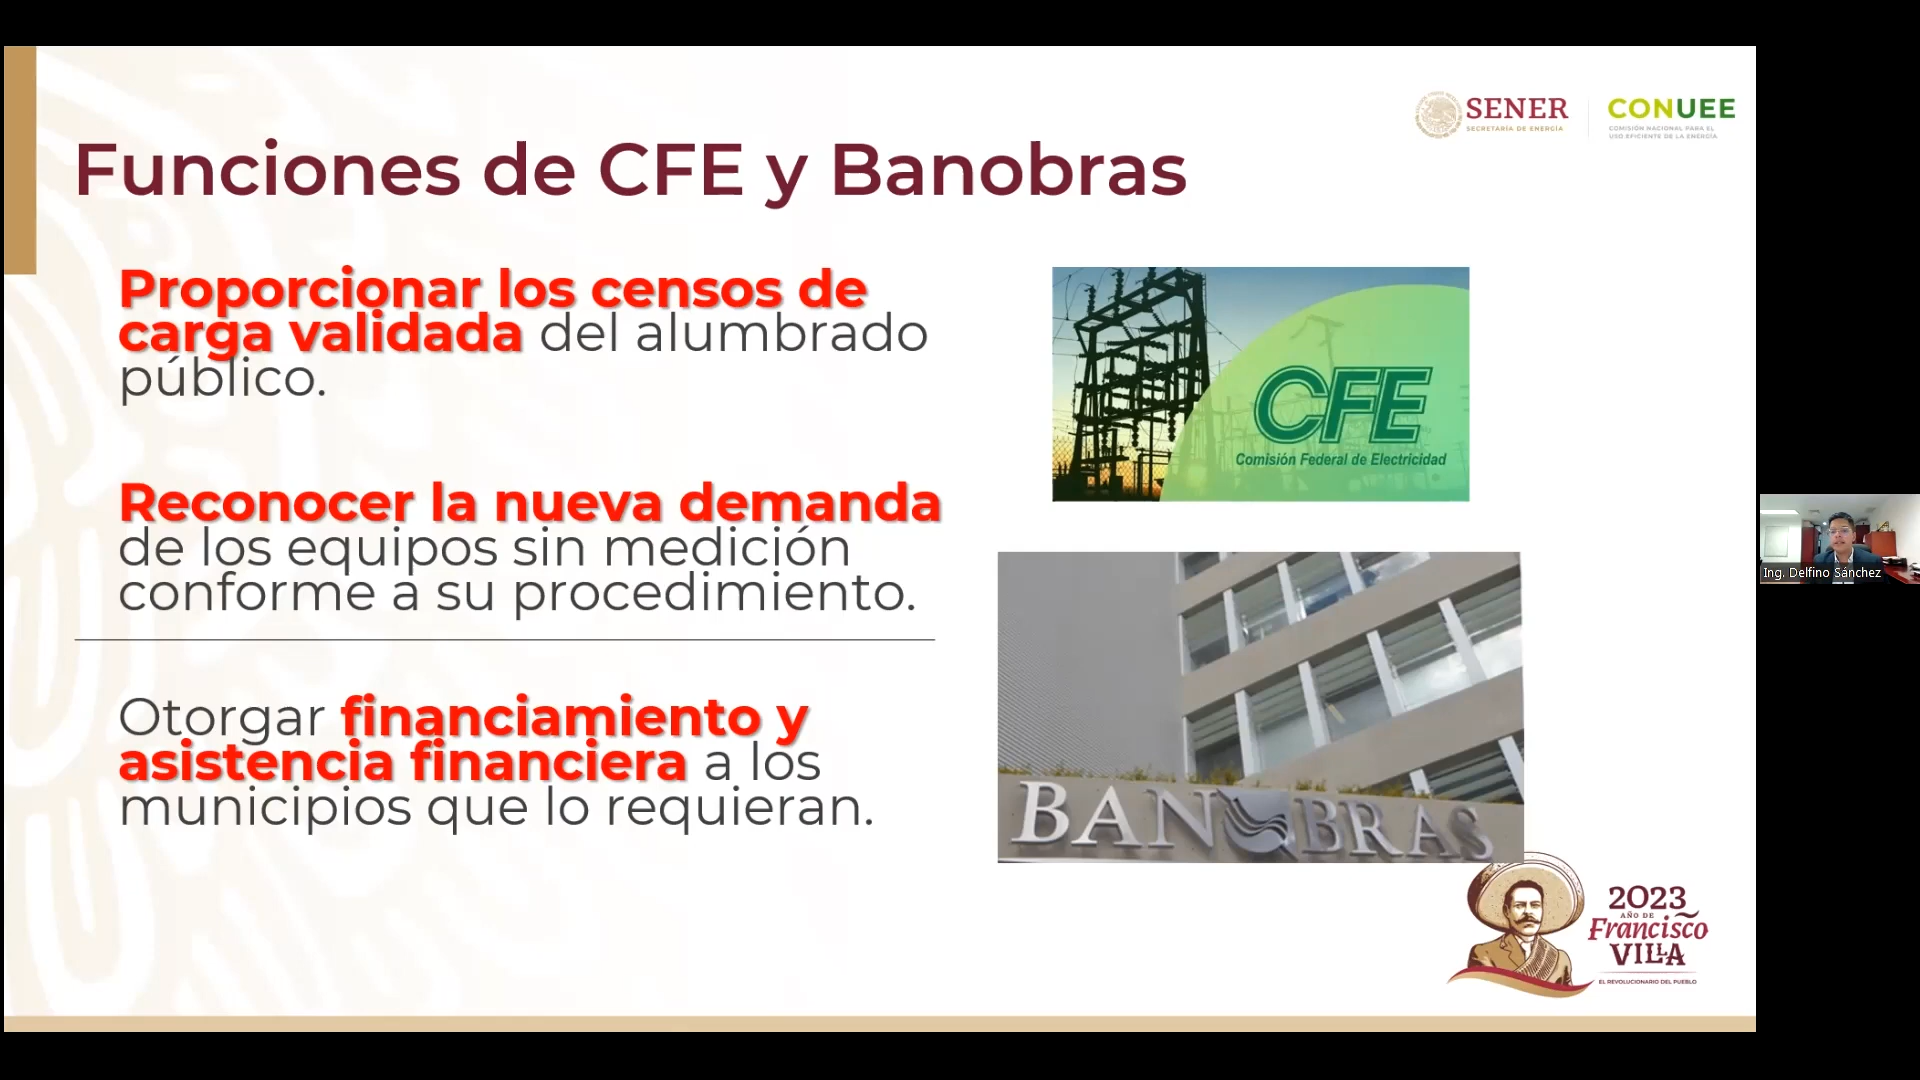 SENER
SECRETARÍA DE ENERGÍA
CONUEE
COMISIÓN NACIONAL PARA EL
USO EFICIENTE DE LA ENERGÍA
Funciones de CFE y Banobras
Proporcionar los censos de
carga validada del alumbrado
público.
CFE
Comisión Federal de Electricidad
Reconocer la nueva demanda
de los equipos sin medición
conforme a su procedimiento.
Ing. Delfino Sánchez
Otorgar financiamiento y
asistencia financiera a los
municipios que lo requieran.
BANOBRAS
2023
AÑO DE
Francisco
VILLA
EL REVOLUCIONARIO DEL PUEBLO